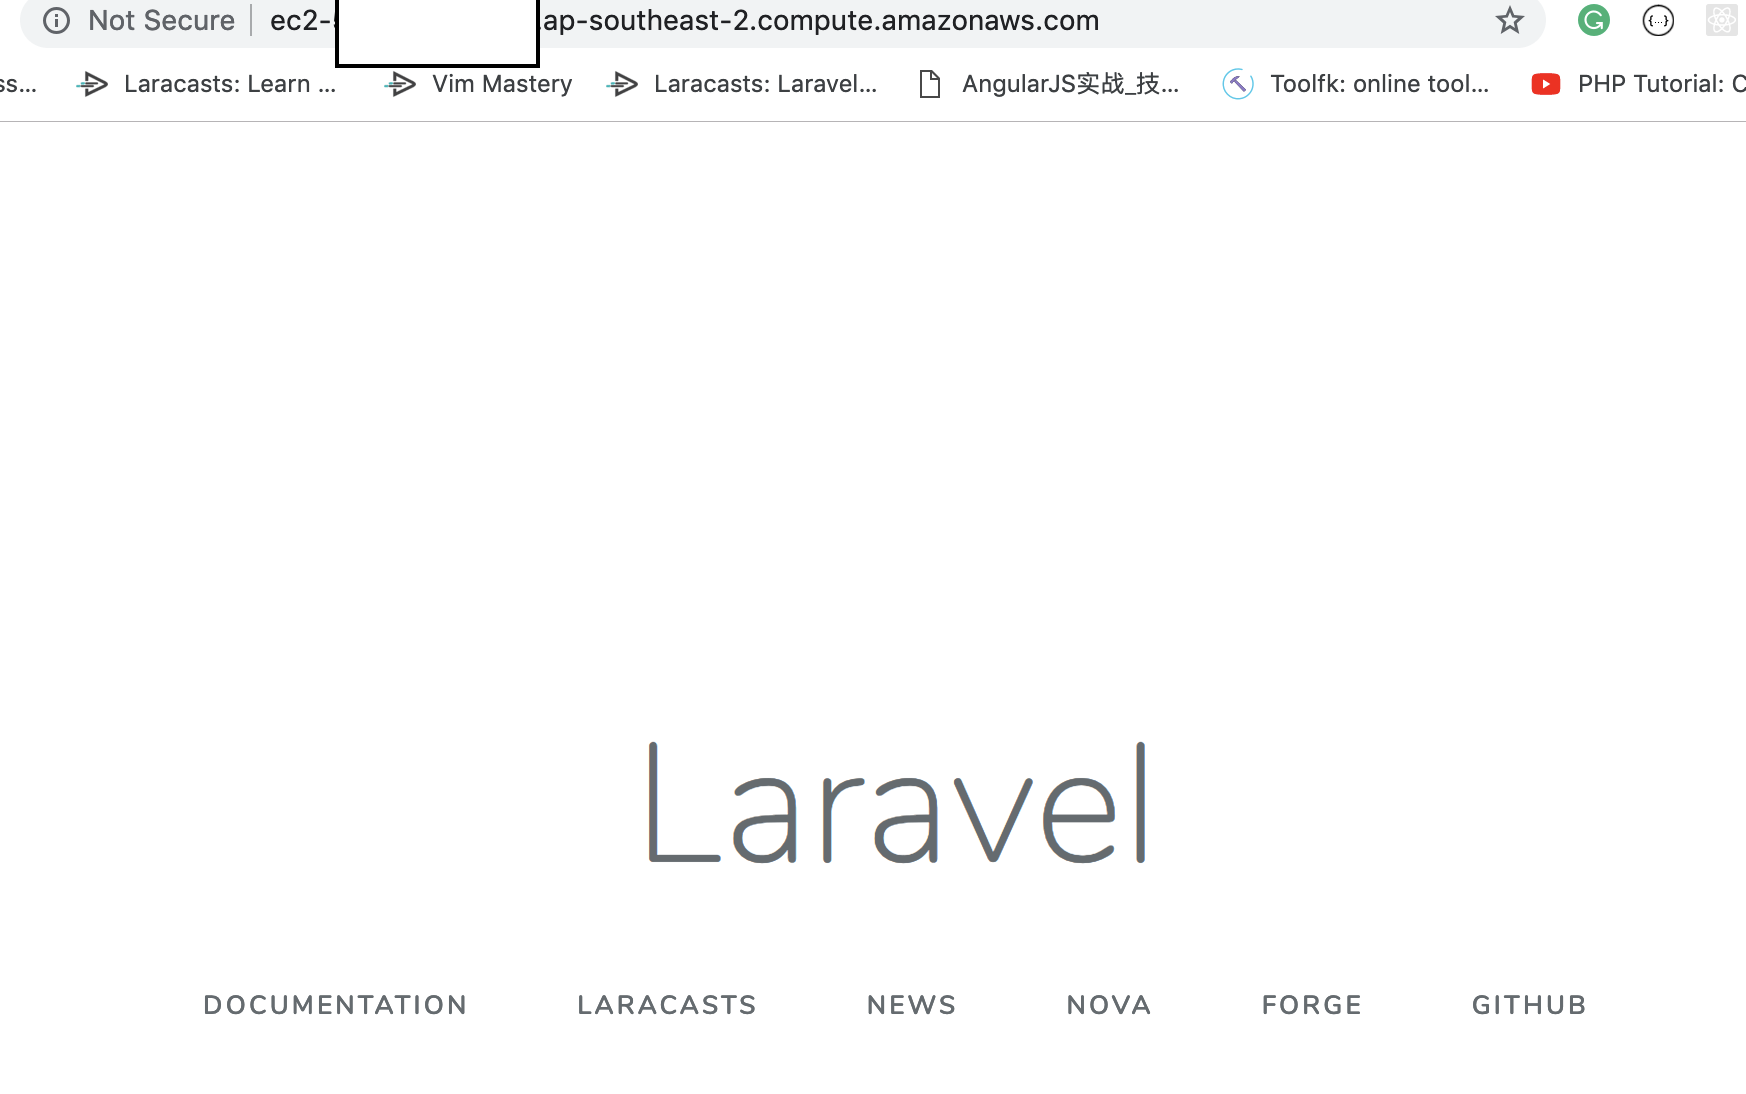 Not Secure ec2- .ap-southeast-2.compute.amazonaws.com
ss... Laracasts: Learn ... Vim Mastery Laracasts: Laravel... AngularJS实战_技... Toolfk: online tool... PHP Tutorial: C
Laravel
DOCUMENTATION LARACASTS NEWS NOVA FORGE GITHUB